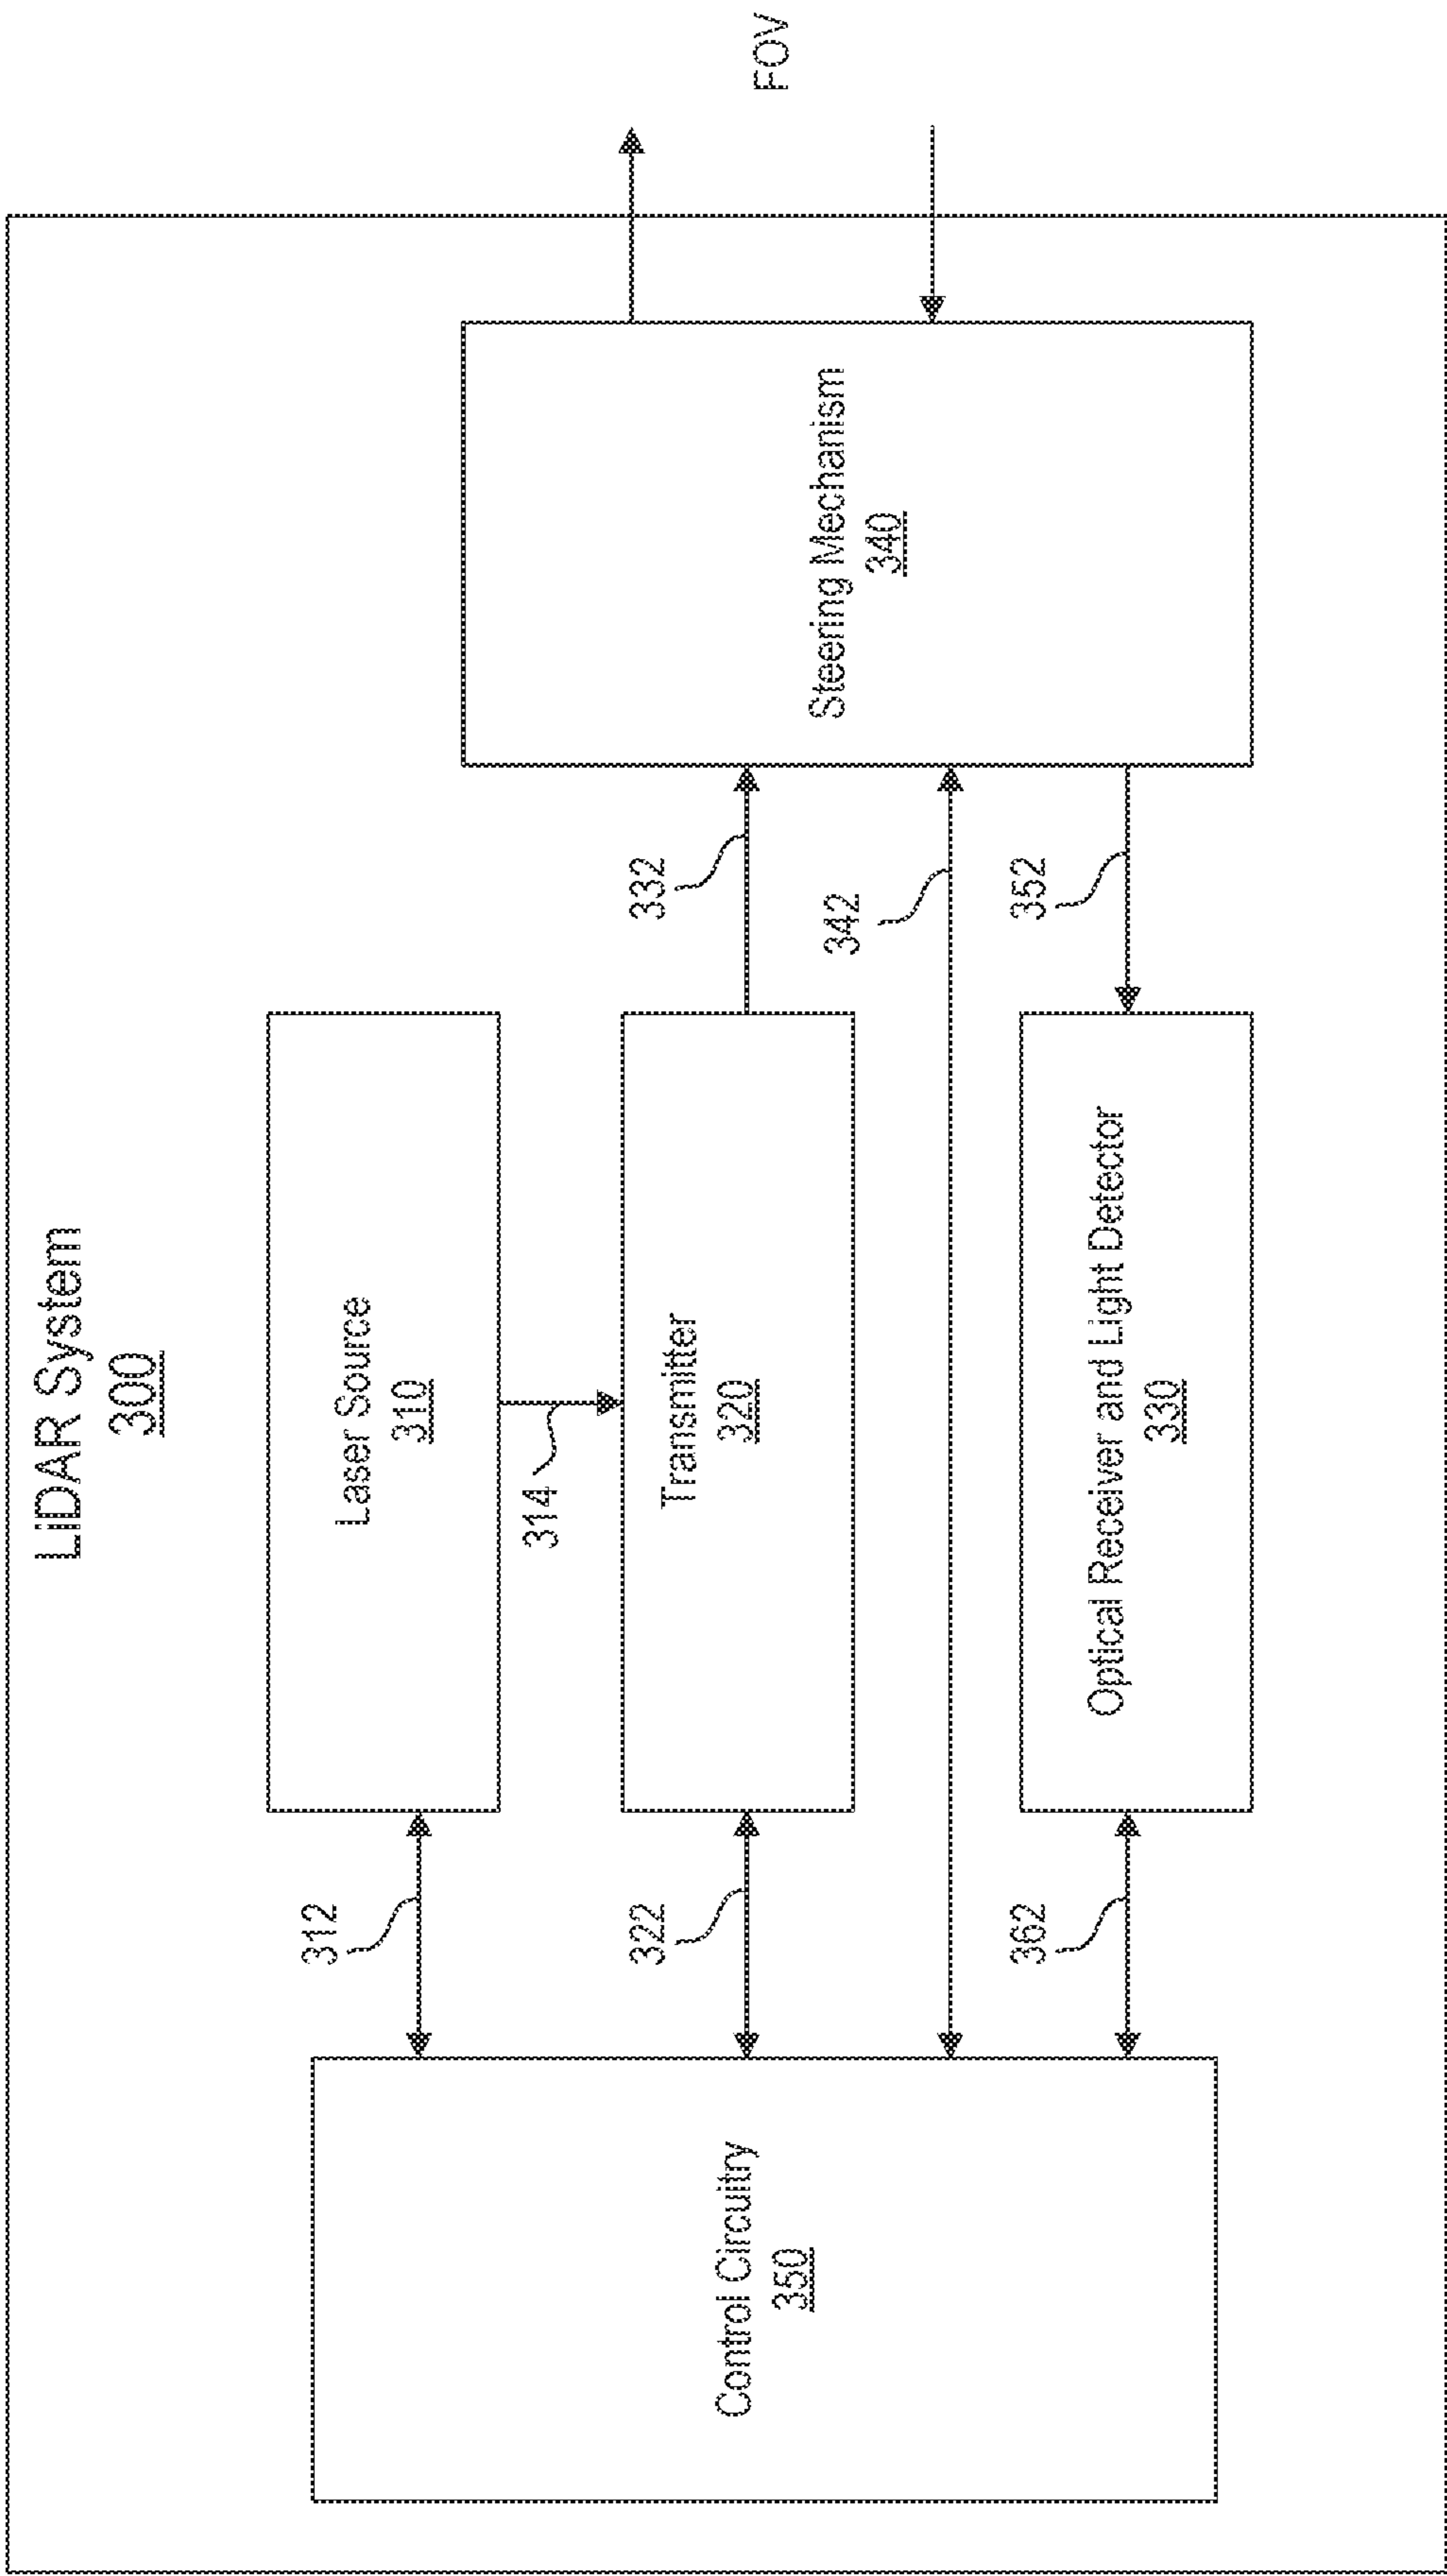 LiDAR System
300
Laser Source
310
312
314
Transmitter
320
322
332
Control Circuitry
350
342
Steering Mechanism
340
FOV
Optical Receiver and Light Detector
330
362
352